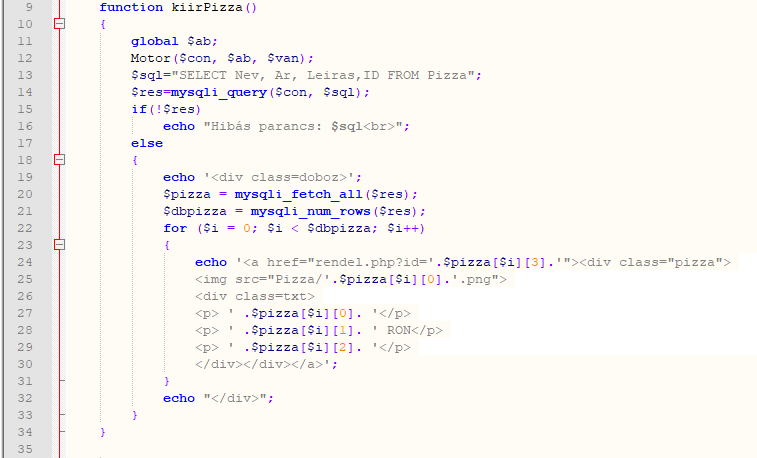 9 function kiirPizza()
10 {
11 global $ab;
12 Motor($con, $ab, $van);
13 $sql="SELECT Nev, Ar, Leiras,ID FROM Pizza";
14 $res=mysqli_query($con, $sql);
15 if(!$res)
16 echo "Hibás parancs: $sql<br>";
17 else
18 {
19 echo '<div class=doboz>';
20 $pizza = mysqli_fetch_all($res);
21 $dbpizza = mysqli_num_rows($res);
22 for ($i = 0; $i < $dbpizza; $i++)
23 {
24 echo '<a href="rendel.php?id='.$pizza[$i][3].'"><div class="pizza">
25 <img src="Pizza/'.$pizza[$i][0].'.png">
26 <div class=txt>
27 <p> ' .$pizza[$i][0]. '</p>
28 <p> ' .$pizza[$i][1]. ' RON</p>
29 <p> ' .$pizza[$i][2]. '</p>
30 </div></div></a>';
31 }
32 echo "</div>";
33 }
34 }
35